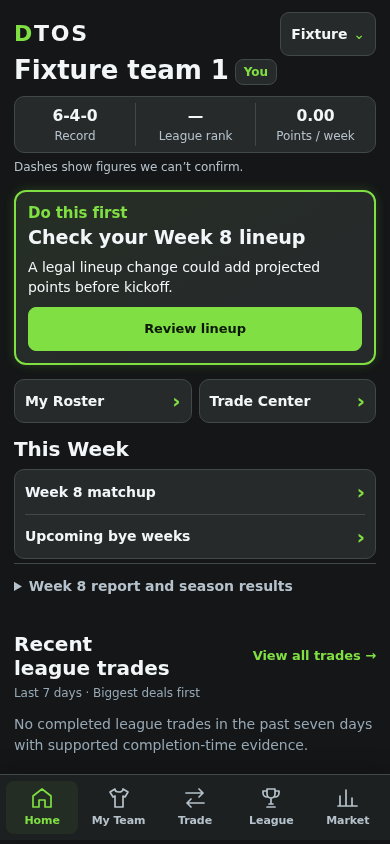 DTOS
Fixture ⌄
Fixture team 1 You
6-4-0 — 0.00
Record League rank Points / week
Dashes show figures we can’t confirm.
Do this first
Check your Week 8 lineup
A legal lineup change could add projected
points before kickoff.
Review lineup
My Roster ›
Trade Center ›
This Week
Week 8 matchup ›
Upcoming bye weeks ›
▶ Week 8 report and season results
Recent
league trades
View all trades →
Last 7 days · Biggest deals first
No completed league trades in the past seven days
with supported completion-time evidence.
Home My Team Trade League Market